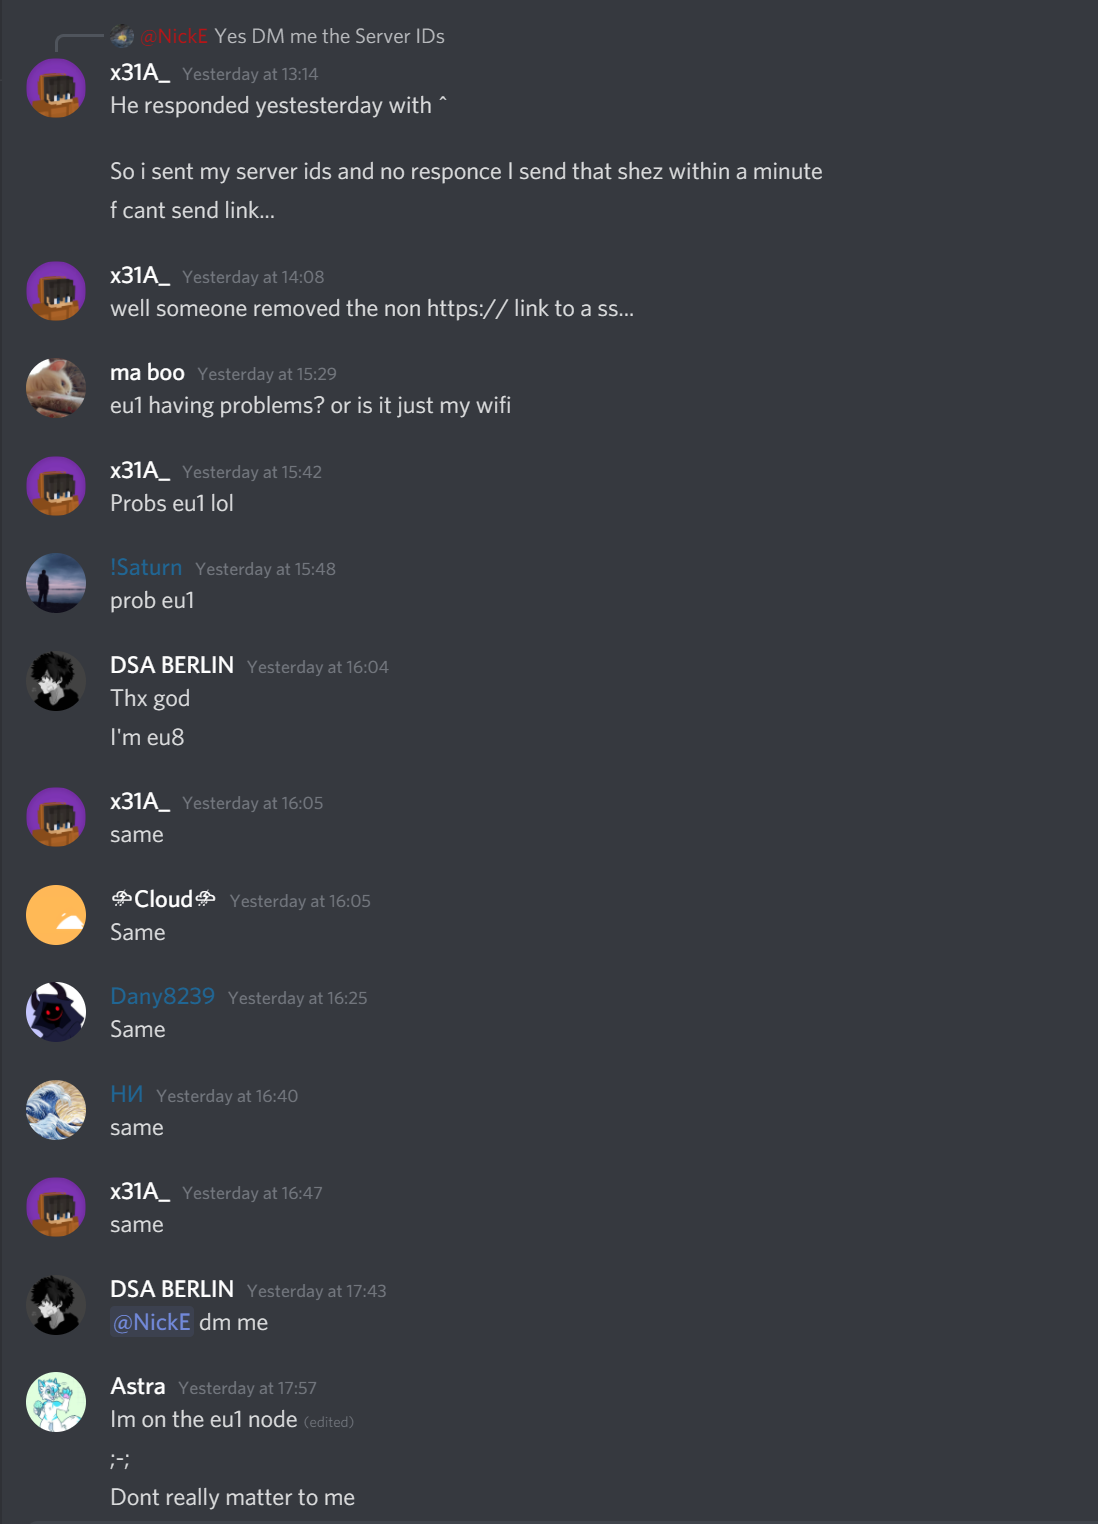 @NickE Yes DM me the Server IDs
x31A_ Yesterday at 13:14
He responded yestesterday with ^
So i sent my server ids and no responce I send that shez within a minute
f cant send link...
x31A_ Yesterday at 14:08
well someone removed the non https:// link to a ss...
ma boo Yesterday at 15:29
eu1 having problems? or is it just my wifi
x31A_ Yesterday at 15:42
Probs eu1 lol
!Saturn Yesterday at 15:48
prob eu1
DSA BERLIN Yesterday at 16:04
Thx god
I'm eu8
x31A_ Yesterday at 16:05
same
⛈Cloud⛈ Yesterday at 16:05
Same
Dany8239 Yesterday at 16:25
Same
НИ Yesterday at 16:40
same
x31A_ Yesterday at 16:47
same
DSA BERLIN Yesterday at 17:43
@NickE dm me
Astra Yesterday at 17:57
Im on the eu1 node (edited)
;-;
Dont really matter to me